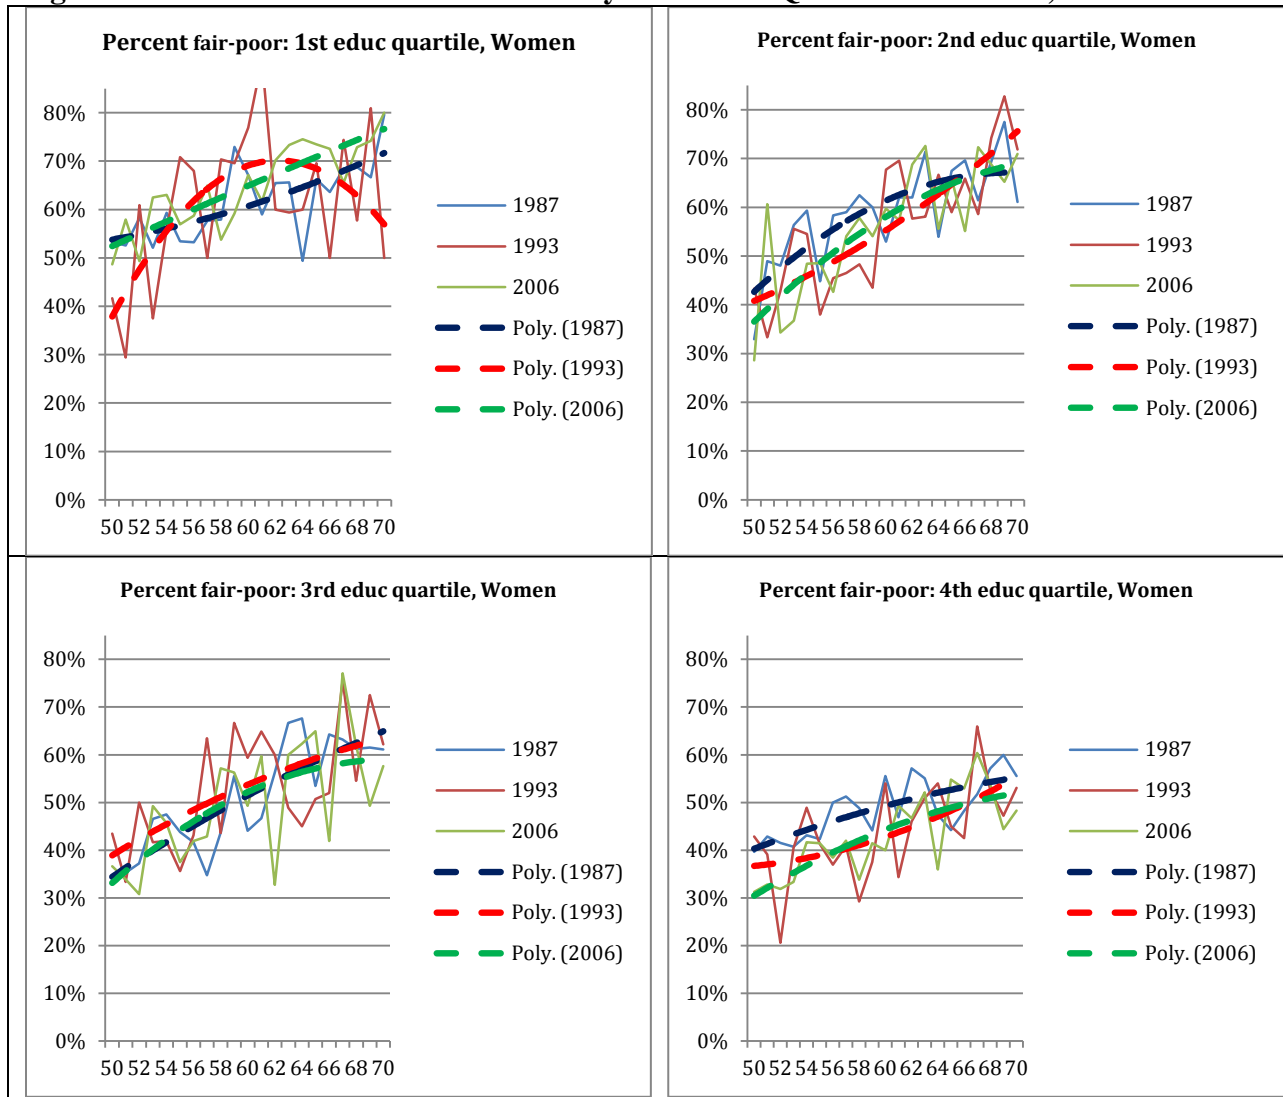 Percent fair-poor: 1st educ quartile, Women
80%
70%
60%
50%
40%
30%
20%
10%
0%
50 52 54 56 58 60 62 64 66 68 70
1987
1993
2006
Poly. (1987)
Poly. (1993)
Poly. (2006)
Percent fair-poor: 2nd educ quartile, Women
80%
70%
60%
50%
40%
30%
20%
10%
0%
50 52 54 56 58 60 62 64 66 68 70
1987
1993
2006
Poly. (1987)
Poly. (1993)
Poly. (2006)
Percent fair-poor: 3rd educ quartile, Women
80%
70%
60%
50%
40%
30%
20%
10%
0%
50 52 54 56 58 60 62 64 66 68 70
1987
1993
2006
Poly. (1987)
Poly. (1993)
Poly. (2006)
Percent fair-poor: 4th educ quartile, Women
80%
70%
60%
50%
40%
30%
20%
10%
0%
50 52 54 56 58 60 62 64 66 68 70
1987
1993
2006
Poly. (1987)
Poly. (1993)
Poly. (2006)